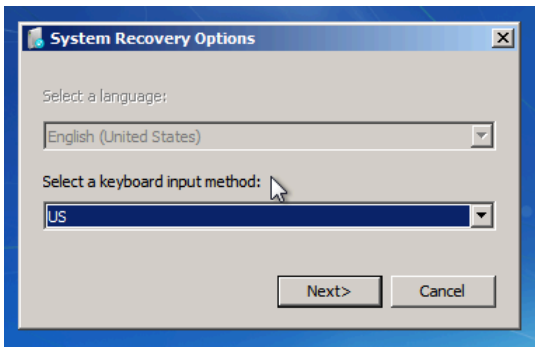 System Recovery Options
Select a language:
English (United States)
Select a keyboard input method:
US
Next> Cancel